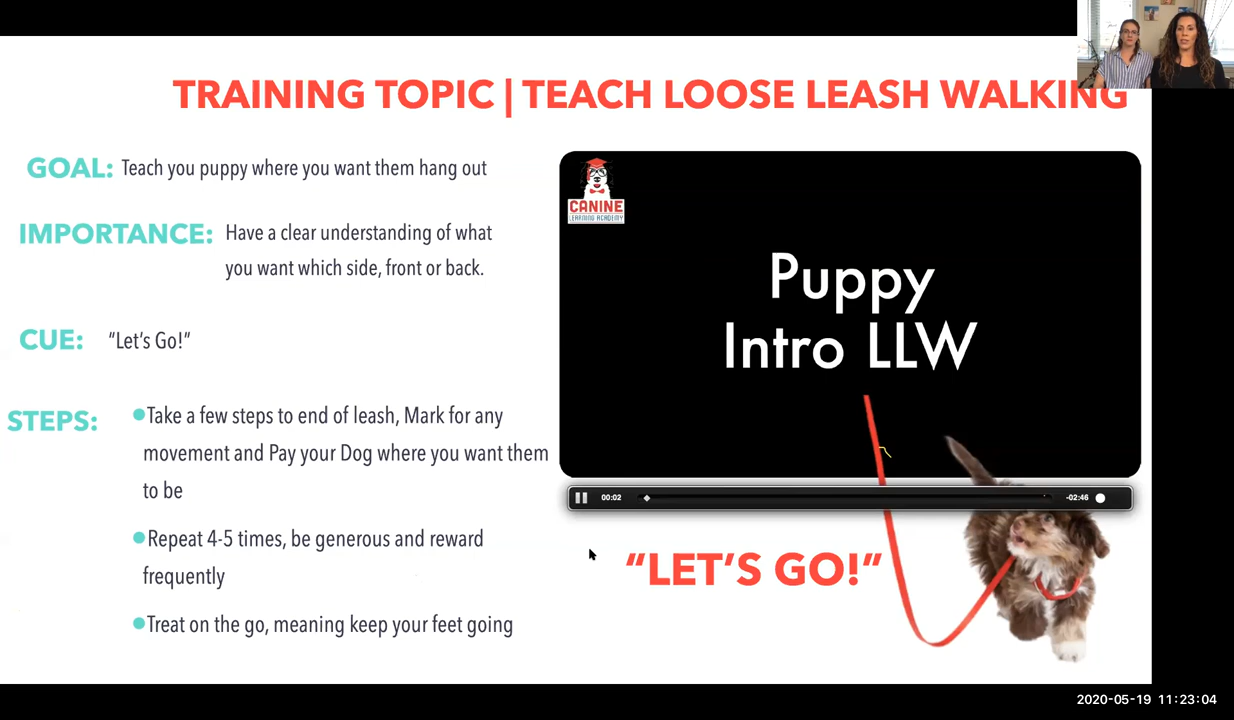 TRAINING TOPIC | TEACH LOOSE LEASH WALKING
GOAL: Teach you puppy where you want them hang out
IMPORTANCE: Have a clear understanding of what
you want which side, front or back.
CUE: “Let’s Go!”
STEPS: ●Take a few steps to end of leash, Mark for any
movement and Pay your Dog where you want them
to be
●Repeat 4-5 times, be generous and reward
frequently
●Treat on the go, meaning keep your feet going
CANINE
LEARNING ACADEMY
Puppy
Intro LLW
00:02
-02:46
“LET’S GO!”
2020-05-19 11:23:04